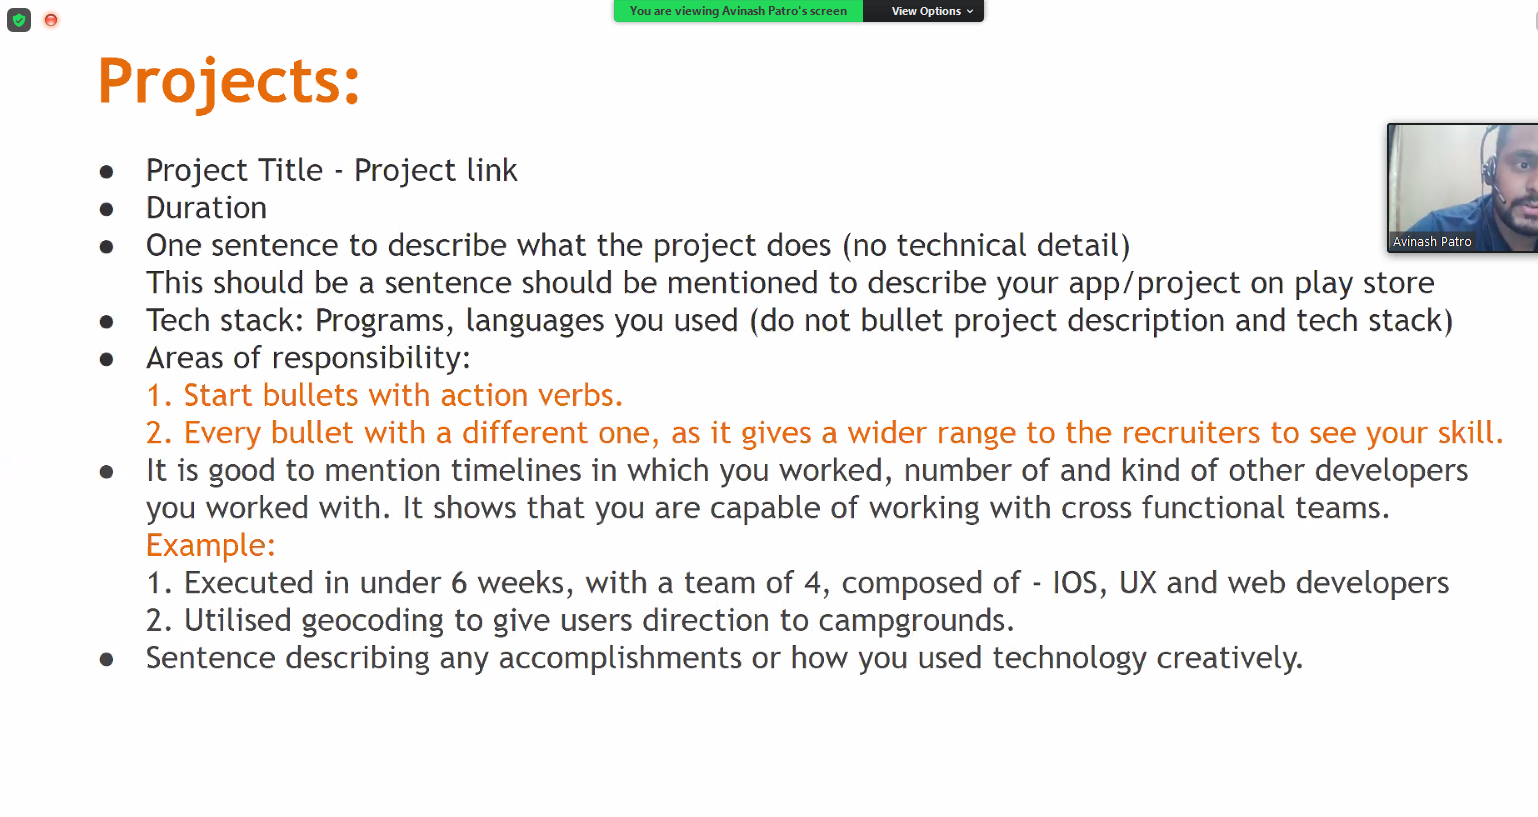 You are viewing Avinash Patro's screen View Options
Projects:
● Project Title - Project link
● Duration
● One sentence to describe what the project does (no technical detail)
This should be a sentence should be mentioned to describe your app/project on play store
● Tech stack: Programs, languages you used (do not bullet project description and tech stack)
● Areas of responsibility:
1. Start bullets with action verbs.
2. Every bullet with a different one, as it gives a wider range to the recruiters to see your skill.
● It is good to mention timelines in which you worked, number of and kind of other developers
you worked with. It shows that you are capable of working with cross functional teams.
Example:
1. Executed in under 6 weeks, with a team of 4, composed of - IOS, UX and web developers
2. Utilised geocoding to give users direction to campgrounds.
● Sentence describing any accomplishments or how you used technology creatively.
Avinash Patro